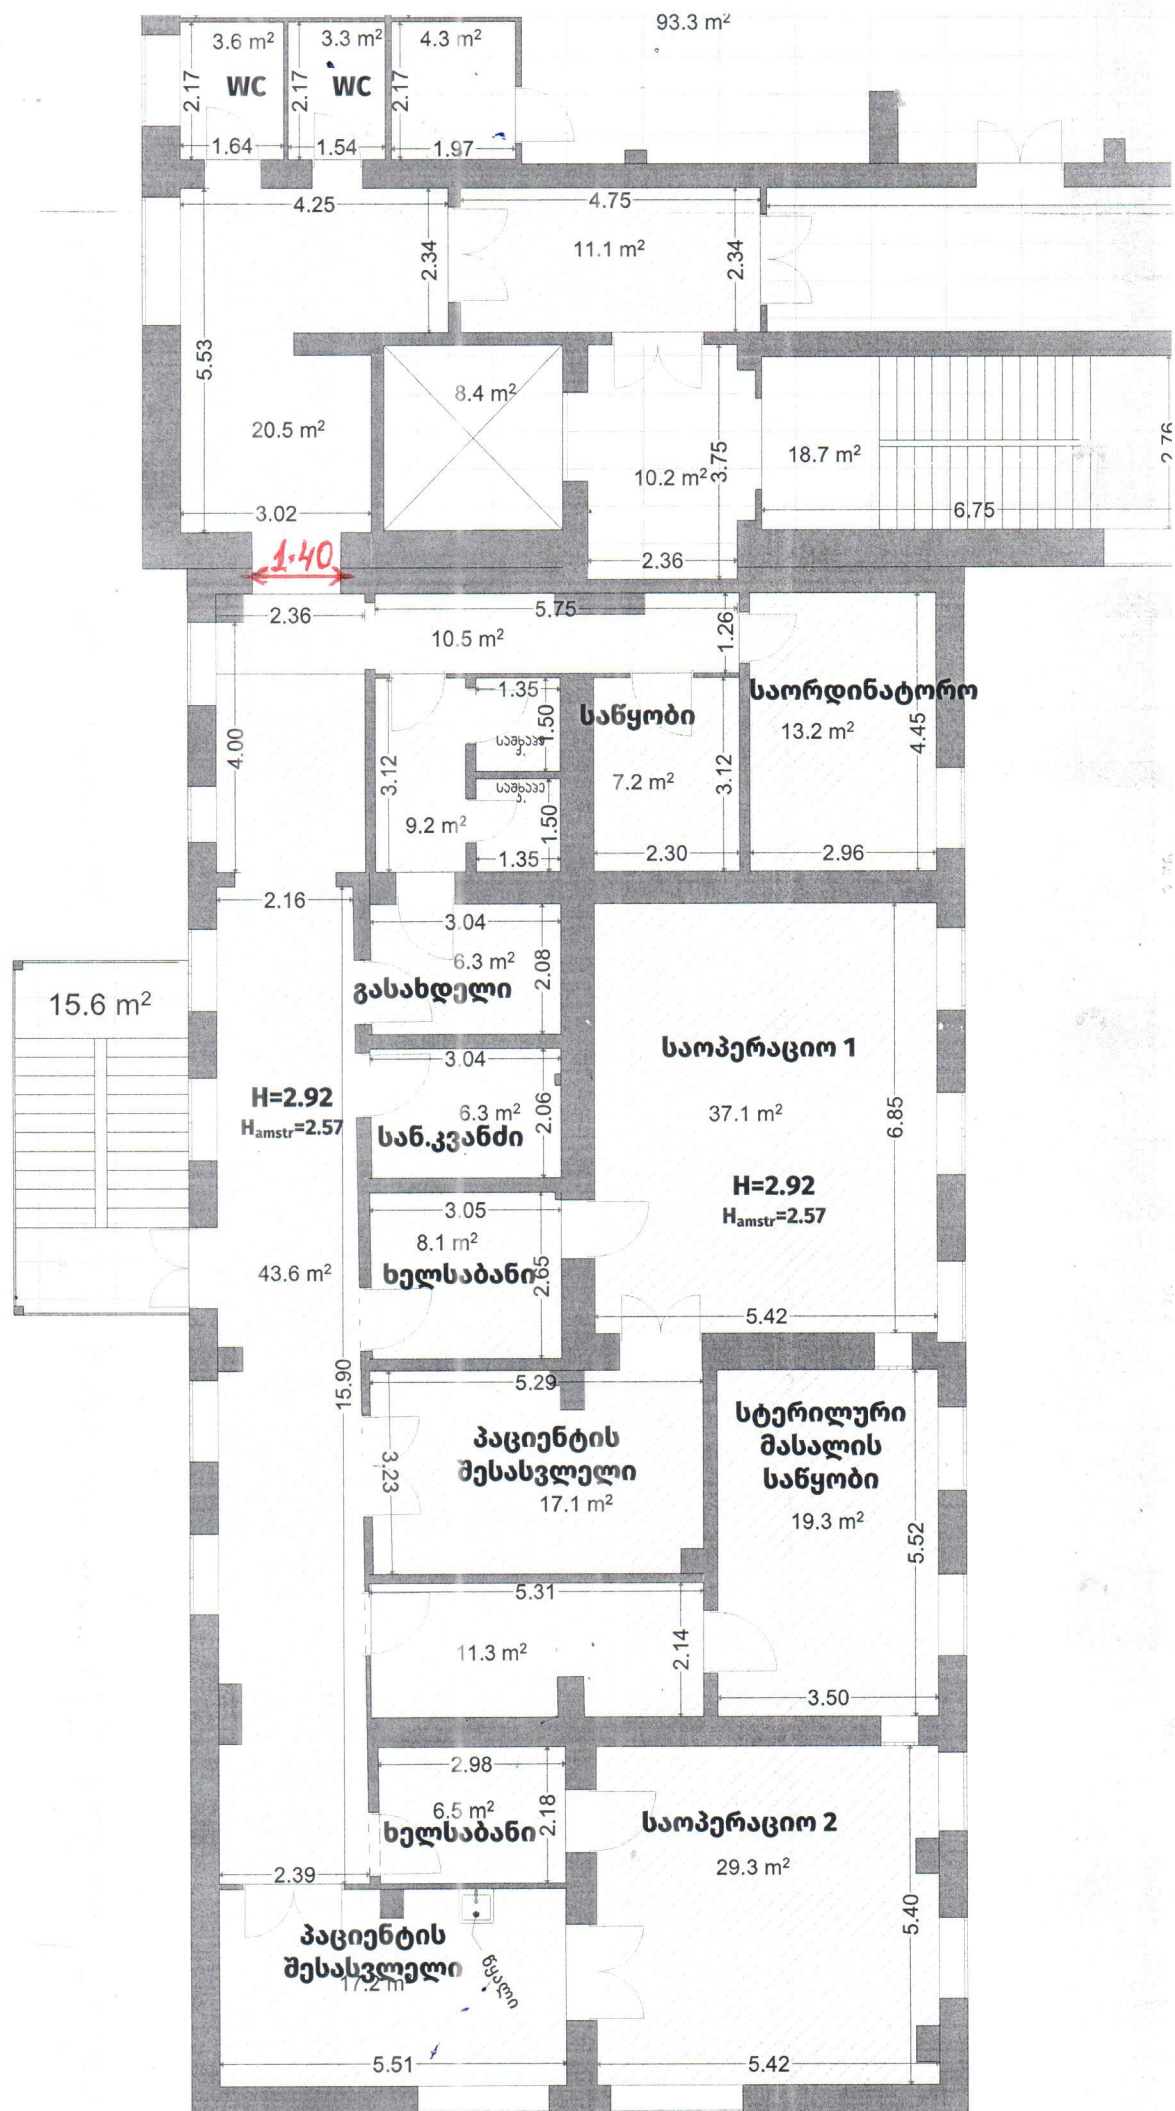 93.3 m²
3.6 m²
3.3 m²
4.3 m²
WC
WC
2.17
2.17
2.17
1.64
1.54
1.97
4.25
4.75
2.34
11.1 m²
2.34
5.53
8.4 m²
20.5 m²
10.2 m²
3.75
18.7 m²
2.76
3.02
6.75
1.40
2.36
2.36
5.75
10.5 m²
1.26
1.35
1.50
საორდინატორო
საწყობი
13.2 m²
4.45
4.00
3.12
7.2 m²
3.12
9.2 m²
1.50
1.35
2.30
2.96
2.16
3.04
6.3 m²
2.08
გასახდელი
15.6 m²
საოპერაციო 1
3.04
H=2.92
Hamstr=2.57
6.3 m²
2.06
37.1 m²
6.85
სან.კვანძი
H=2.92
Hamstr=2.57
3.05
8.1 m²
43.6 m²
ხელსაბანი
2.65
5.42
15.90
5.29
სტერილური
მასალის
საწყობი
პაციენტის
შესასვლელი
3.23
17.1 m²
19.3 m²
5.52
5.31
11.3 m²
2.14
3.50
2.98
6.5 m²
2.18
ხელსაბანი
საოპერაციო 2
29.3 m²
2.39
5.40
პაციენტის
შესასვლელი
17.2 m²
წყალი
5.51
5.42